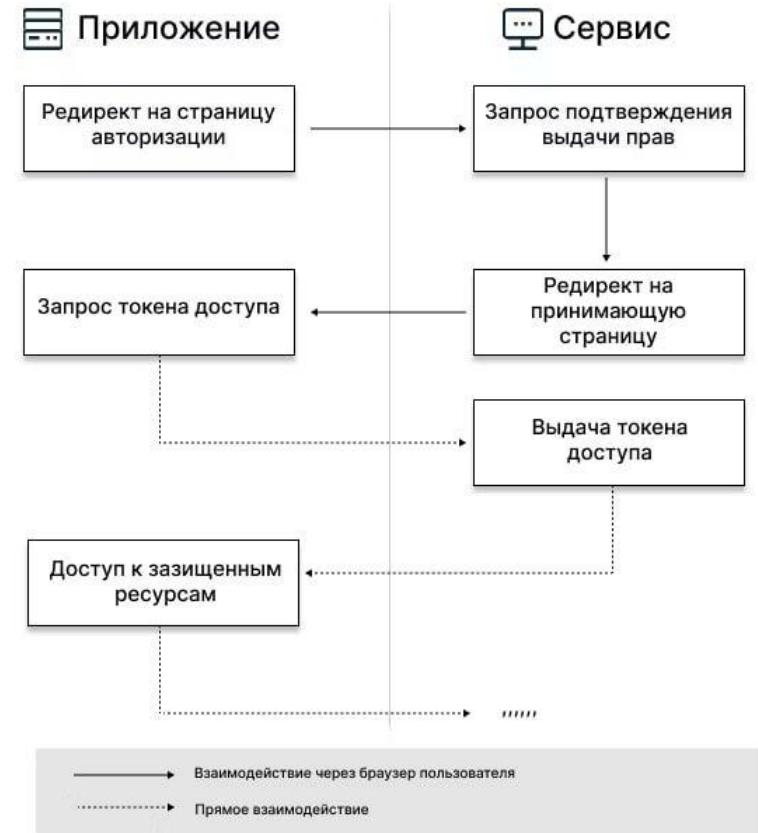 Приложение
Сервис
Редирект на страницу
авторизации
Запрос подтверждения
выдачи прав
Запрос токена доступа
Редирект на
принимающую
страницу
Выдача токена
доступа
Доступ к зазищенным
ресурсам
,,,,,,
Взаимодействие через браузер пользователя
Прямое взаимодействие